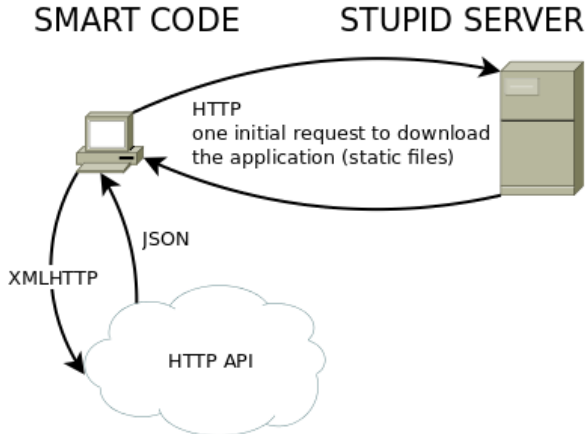 SMART CODE
STUPID SERVER
HTTP
one initial request to download
the application (static files)
JSON
XMLHTTP
HTTP API